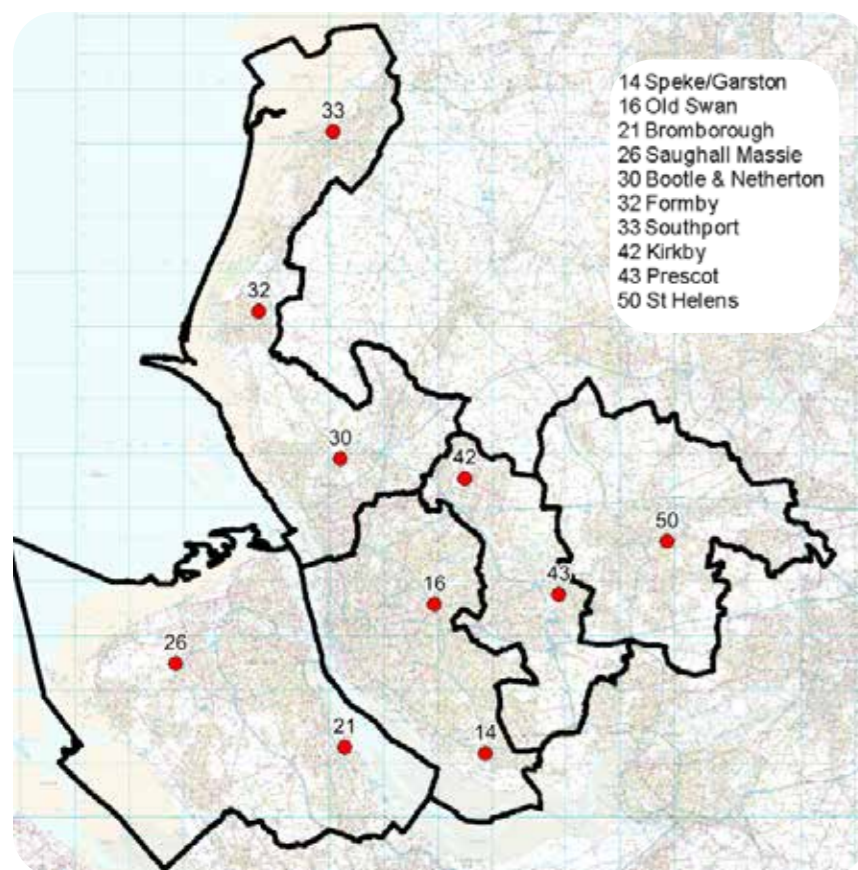 14 Speke/Garston
16 Old Swan
21 Bromborough
26 Saughall Massie
30 Bootle & Netherton
32 Formby
33 Southport
42 Kirkby
43 Prescot
50 St Helens
33
32
30
42
50
43
16
26
21
14